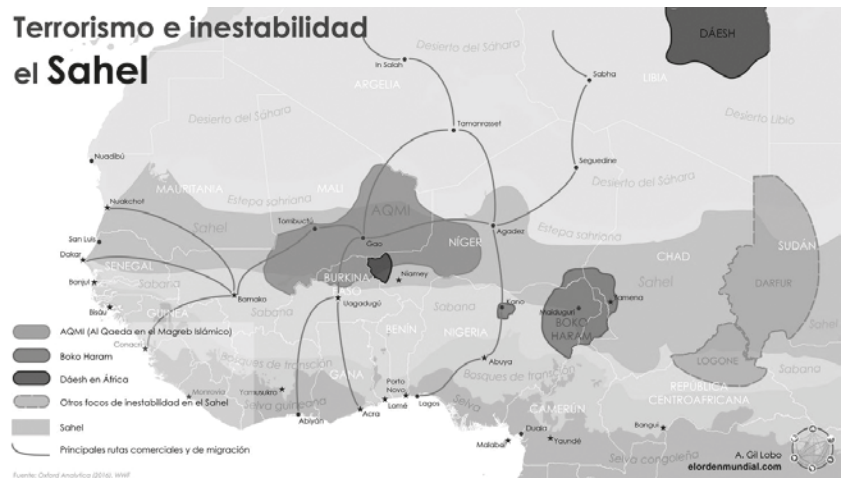 Terrorismo e inestabilidad
el Sahel
DÁESH
Desierto del Sáhara
In Salah
ARGELIA
Sabha
LIBIA
Desierto del Sáhara
Tamanrasset
Desierto Libio
Nuadibú
Seguedine
Desierto del Sáhara
MAURITANIA
MALI
Nuakchot
Estepa sahriana
AQMI
Sahel
Tombuctú
Agadez
Estepa sahriana
San Luis
Gao
NÍGER
CHAD
SUDÁN
Dakar
SENEGAL
Niamey
Sahel
DARFUR
Banjul
Sabana
BURKINA
FASO
Bamako
Uagadugú
Sabana
Kano
Maiduguri
Yamena
Bisáu
GUINEA
Sabana
BENÍN
NIGERIA
BOKO
HARAM
Sahel
AQMI (Al Qaeda en el Magreb Islámico)
Conacri
Bosques de transición
Abuya
LOGONE
Boko Haram
GHANA
Bosques de transición
Sabana
Dáesh en África
Monrovia
Yamusukro
Porto
Novo
REPÚBLICA
CENTROAFRICANA
Otros focos de inestabilidad en el Sahel
Selva guineana
Lomé
Lagos
Selva
CAMERÚN
Sahel
Abiyán
Acra
Duala
Bangui
Principales rutas comerciales y de migración
Malabo
Yaundé
Selva congoleña
A. Gil Lobo
elordenmundial.com
Fuente: Oxford Analytica (2016), WWF